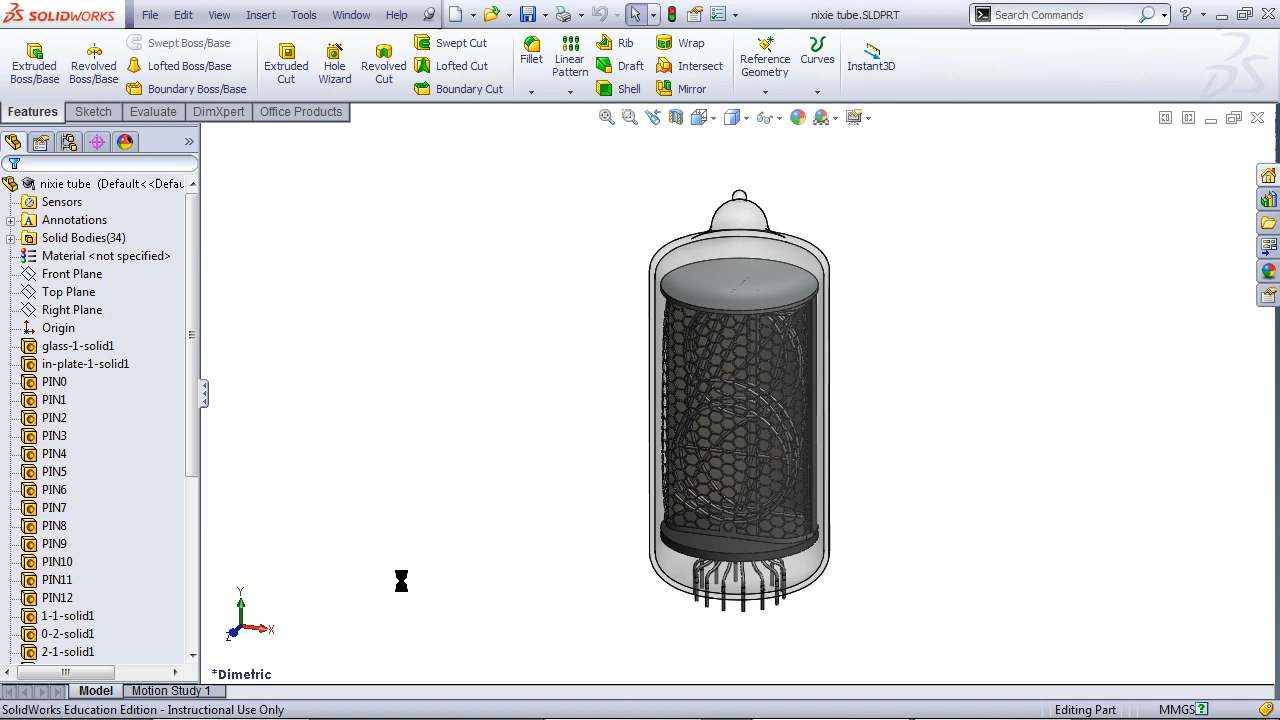 SOLIDWORKS File Edit View Insert Tools Window Help nixie tube.SLDPRT Search Commands
Extruded Boss/Base
Revolved Boss/Base
Swept Boss/Base
Lofted Boss/Base
Boundary Boss/Base
Extruded Cut
Hole Wizard
Revolved Cut
Swept Cut
Lofted Cut
Boundary Cut
Fillet
Linear Pattern
Rib
Draft
Shell
Wrap
Intersect
Mirror
Reference Geometry
Curves
Instant3D
Features Sketch Evaluate DimXpert Office Products
nixie tube (Default<<Defau
Sensors
Annotations
Solid Bodies(34)
Material <not specified>
Front Plane
Top Plane
Right Plane
Origin
glass-1-solid1
in-plate-1-solid1
PIN0
PIN1
PIN2
PIN3
PIN4
PIN5
PIN6
PIN7
PIN8
PIN9
PIN10
PIN11
PIN12
1-1-solid1
0-2-solid1
2-1-solid1
Y
X
Z
*Dimetric
Model Motion Study 1
SolidWorks Education Edition - Instructional Use Only Editing Part MMGS